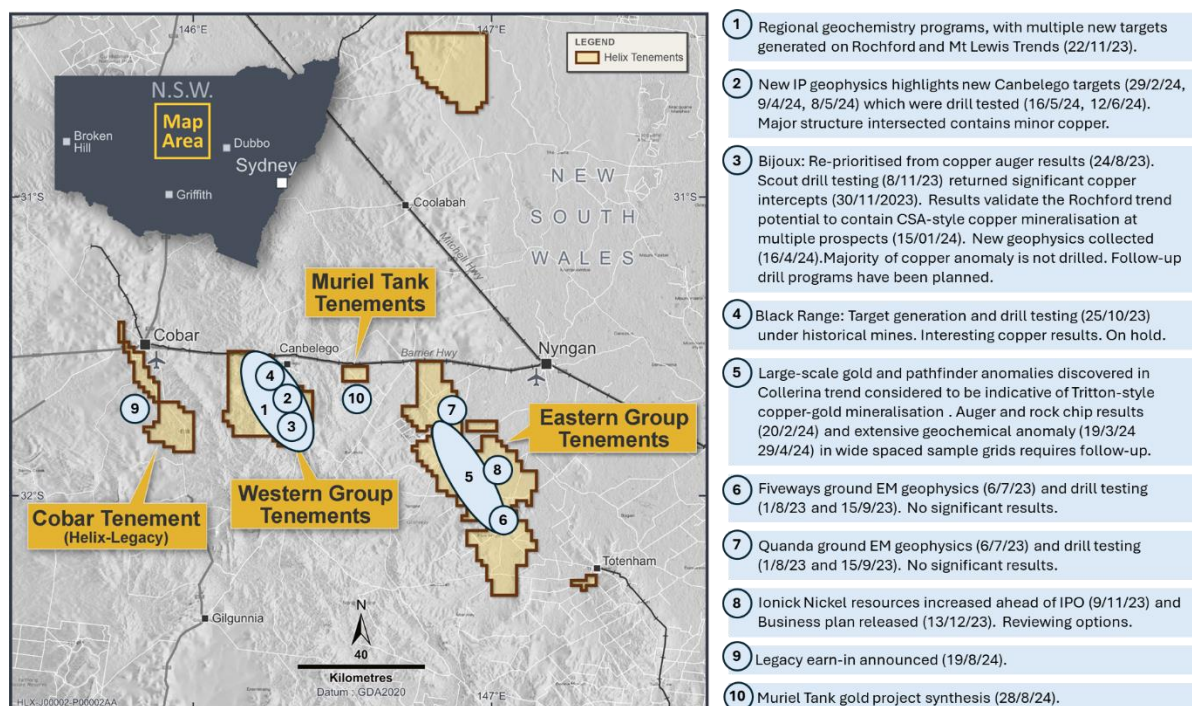 146°E
147°E
LEGEND
Helix Tenements
N.S.W.
Map
Area
Broken
Hill
Dubbo
Sydney
Griffith
31°S
31°S
Coolabah
NEW
SOUTH
WALES
Mitchell Hwy
Muriel Tank
Tenements
Cobar
Canbelego
Barrier Hwy
Nyngan
4
2
1
3
9
10
7
8
5
6
Eastern Group
Tenements
32°S
32°S
Western Group
Tenements
Cobar Tenement
(Helix-Legacy)
Totenham
Gilgunnia
N
40
Kilometres
Datum : GDA2020
147°E
HLX-J00002-P00002AA
1 Regional geochemistry programs, with multiple new targets
generated on Rochford and Mt Lewis Trends (22/11/23).
2 New IP geophysics highlights new Canbelego targets (29/2/24,
9/4/24, 8/5/24) which were drill tested (16/5/24, 12/6/24).
Major structure intersected contains minor copper.
3 Bijoux: Re-prioritised from copper auger results (24/8/23).
Scout drill testing (8/11/23) returned significant copper
intercepts (30/11/2023). Results validate the Rochford trend
potential to contain CSA-style copper mineralisation at
multiple prospects (15/01/24). New geophysics collected
(16/4/24).Majority of copper anomaly is not drilled. Follow-up
drill programs have been planned.
4 Black Range: Target generation and drill testing (25/10/23)
under historical mines. Interesting copper results. On hold.
5 Large-scale gold and pathfinder anomalies discovered in
Collerina trend considered to be indicative of Tritton-style
copper-gold mineralisation . Auger and rock chip results
(20/2/24) and extensive geochemical anomaly (19/3/24
29/4/24) in wide spaced sample grids requires follow-up.
6 Fiveways ground EM geophysics (6/7/23) and drill testing
(1/8/23 and 15/9/23). No significant results.
7 Quanda ground EM geophysics (6/7/23) and drill testing
(1/8/23 and 15/9/23). No significant results.
8 Ionick Nickel resources increased ahead of IPO (9/11/23) and
Business plan released (13/12/23). Reviewing options.
9 Legacy earn-in announced (19/8/24).
10 Muriel Tank gold project synthesis (28/8/24).